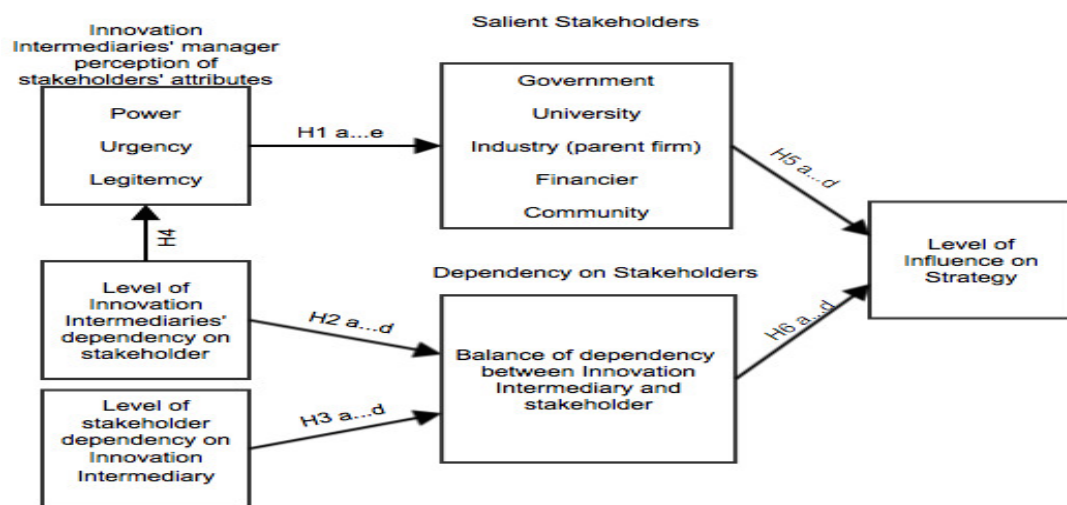 Innovation
Intermediaries' manager
perception of
stakeholders' attributes
Power
Urgency
Legitemcy
H1 a...e
Salient Stakeholders
Government
University
Industry (parent firm)
Financier
Community
H5 a...d
H4
Level of
Innovation
Intermediaries'
dependency on
stakeholder
H2 a...d
Level of
stakeholder
dependency on
Innovation
Intermediary
H3 a...d
Dependency on Stakeholders
Balance of dependency
between Innovation
Intermediary and
stakeholder
H6 a...d
Level of
Influence on
Strategy